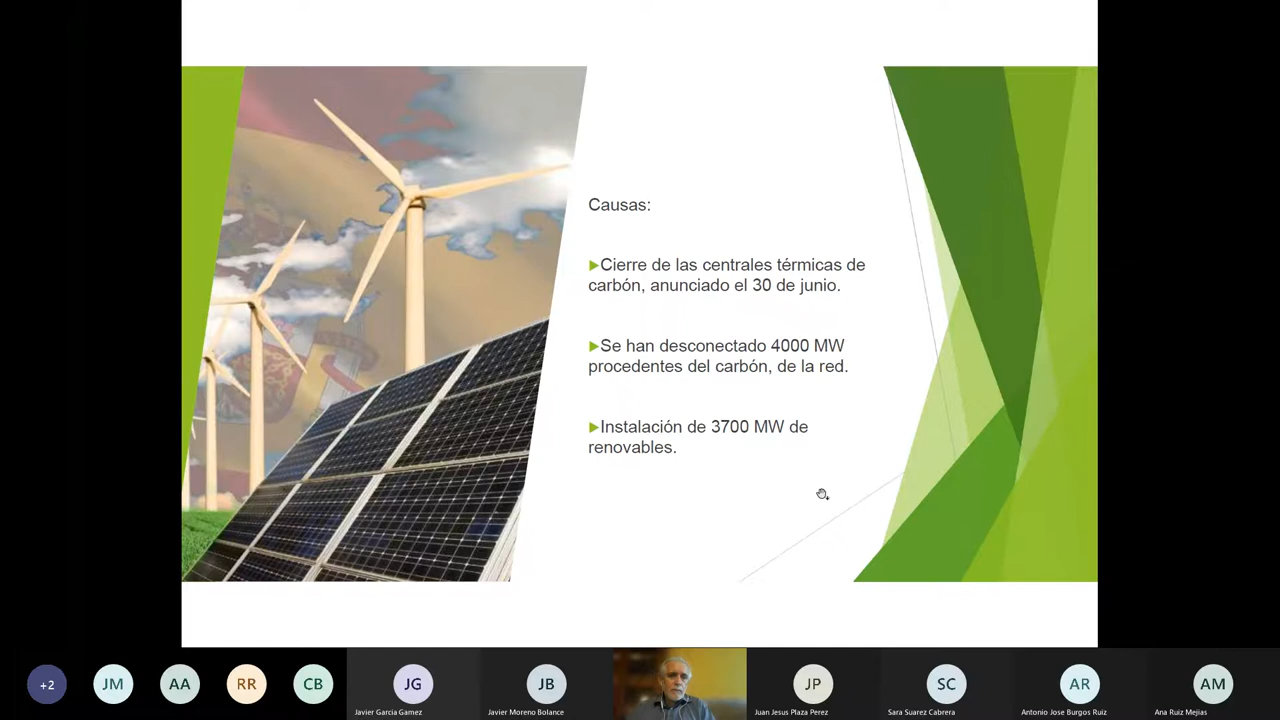 Causas:
▶Cierre de las centrales térmicas de
carbón, anunciado el 30 de junio.
▶Se han desconectado 4000 MW
procedentes del carbón, de la red.
▶Instalación de 3700 MW de
renovables.
+2
JM
AA
RR
CB
JG
JB
JP
SC
AR
AM
Javier Garcia Gamez
Javier Moreno Bolance
Juan Jesus Plaza Perez
Sara Suarez Cabrera
Antonio Jose Burgos Ruiz
Ana Ruiz Mejias